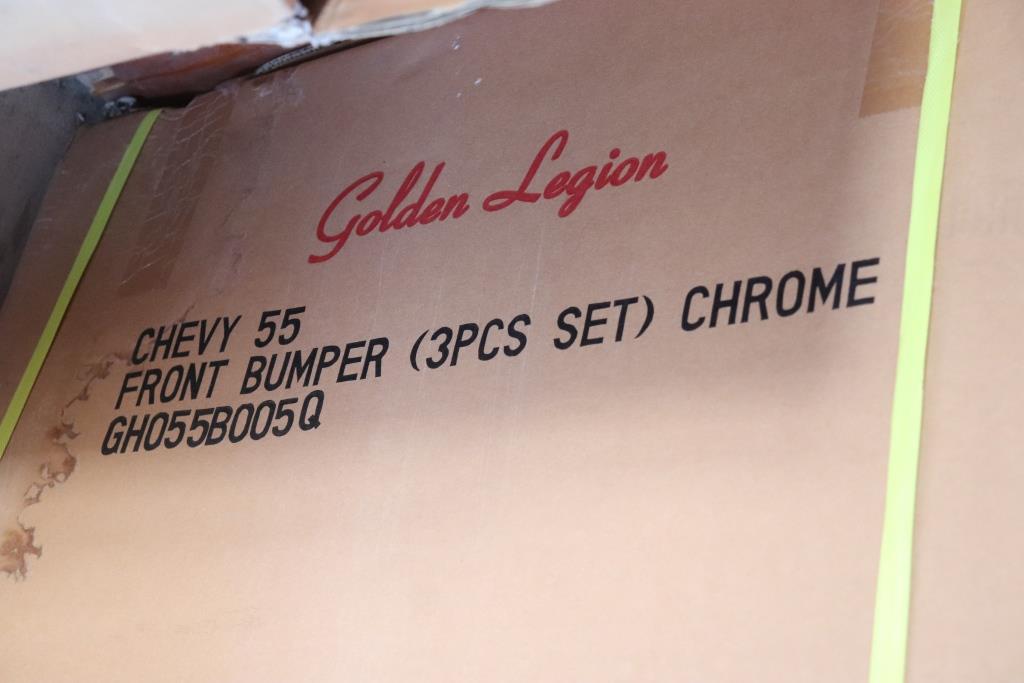 Golden Legion
CHEVY 55
FRONT BUMPER (3PCS SET) CHROME
GH055B005Q